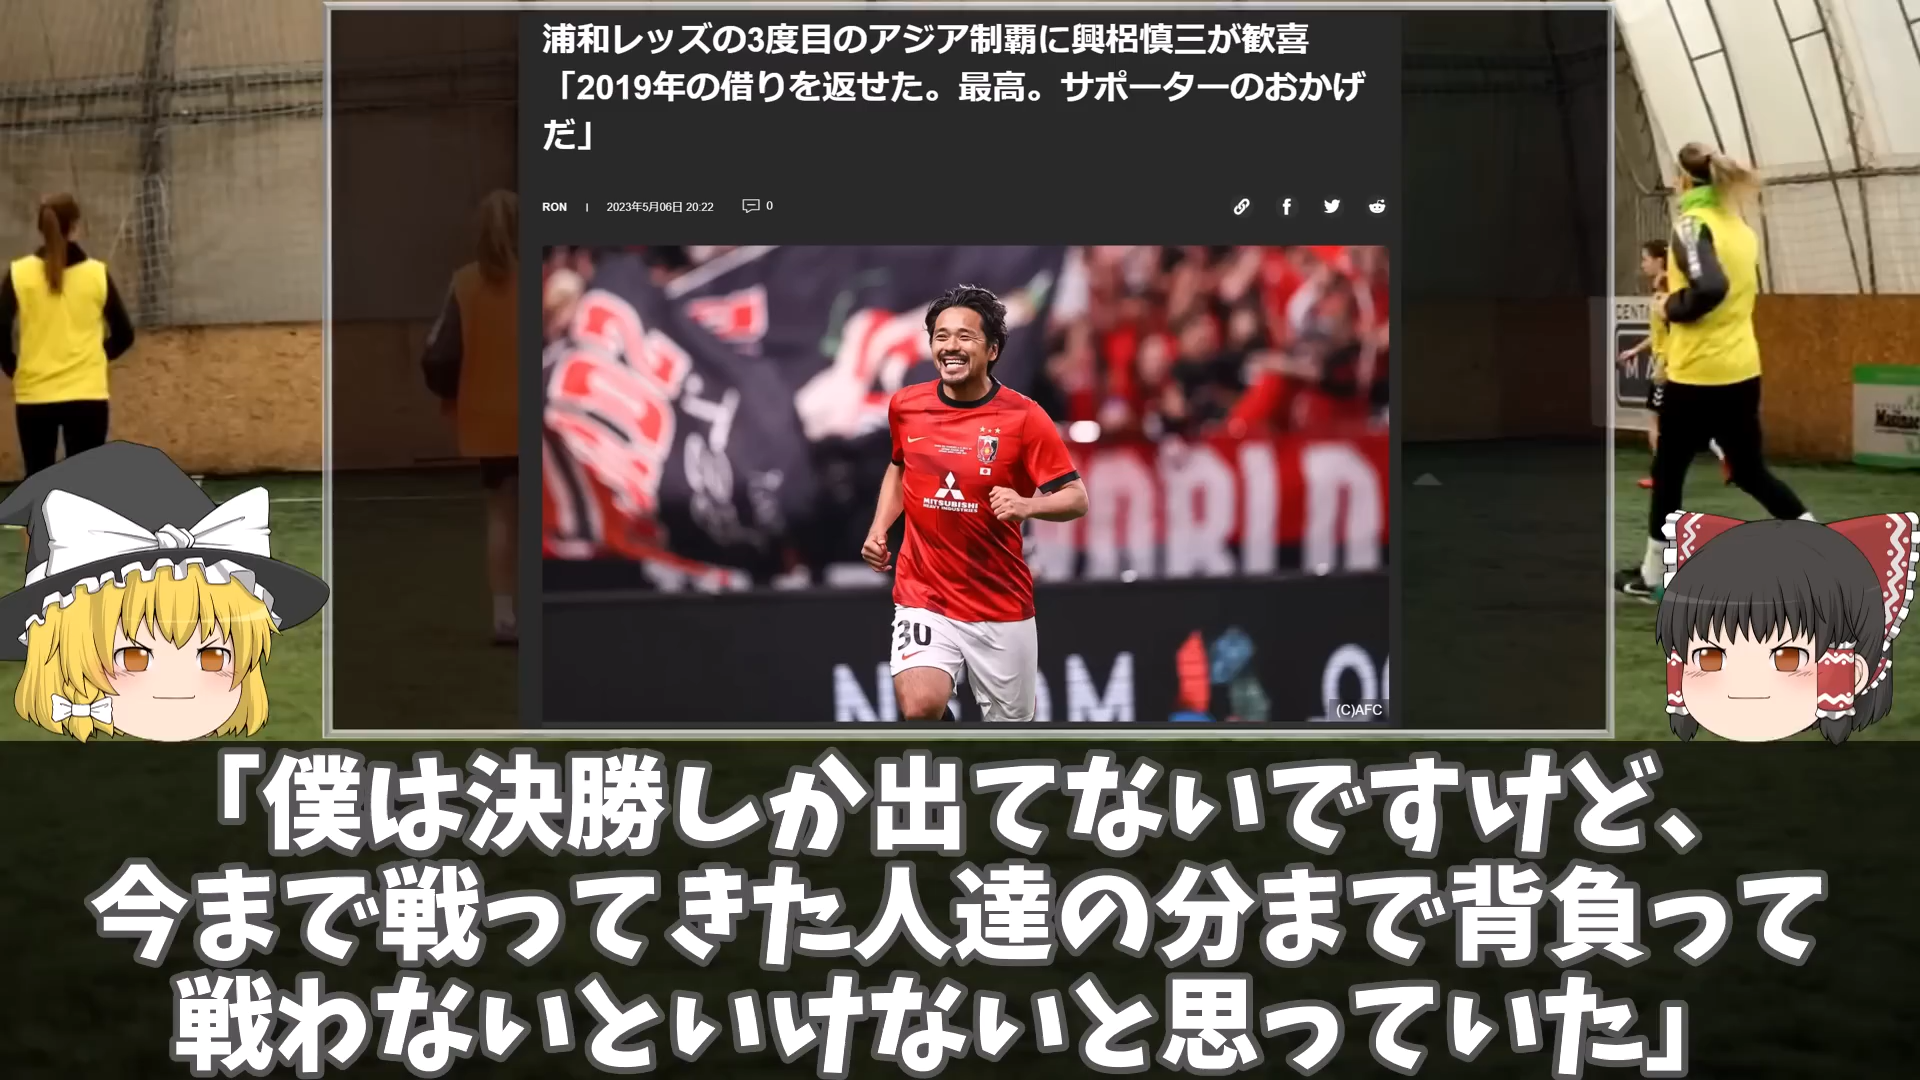 浦和レッズの3度目のアジア制覇に興梠慎三が歓喜
「2019年の借りを返せた。最高。サポーターのおかげ
だ」
RON | 2023年5月06日 20:22 0
WORLD
MITSUBISHI
HEAVY INDUSTRIES
30
(C)AFC
「僕は決勝しか出てないですけど、
今まで戦ってきた人達の分まで背負って
戦わないといけないと思っていた」